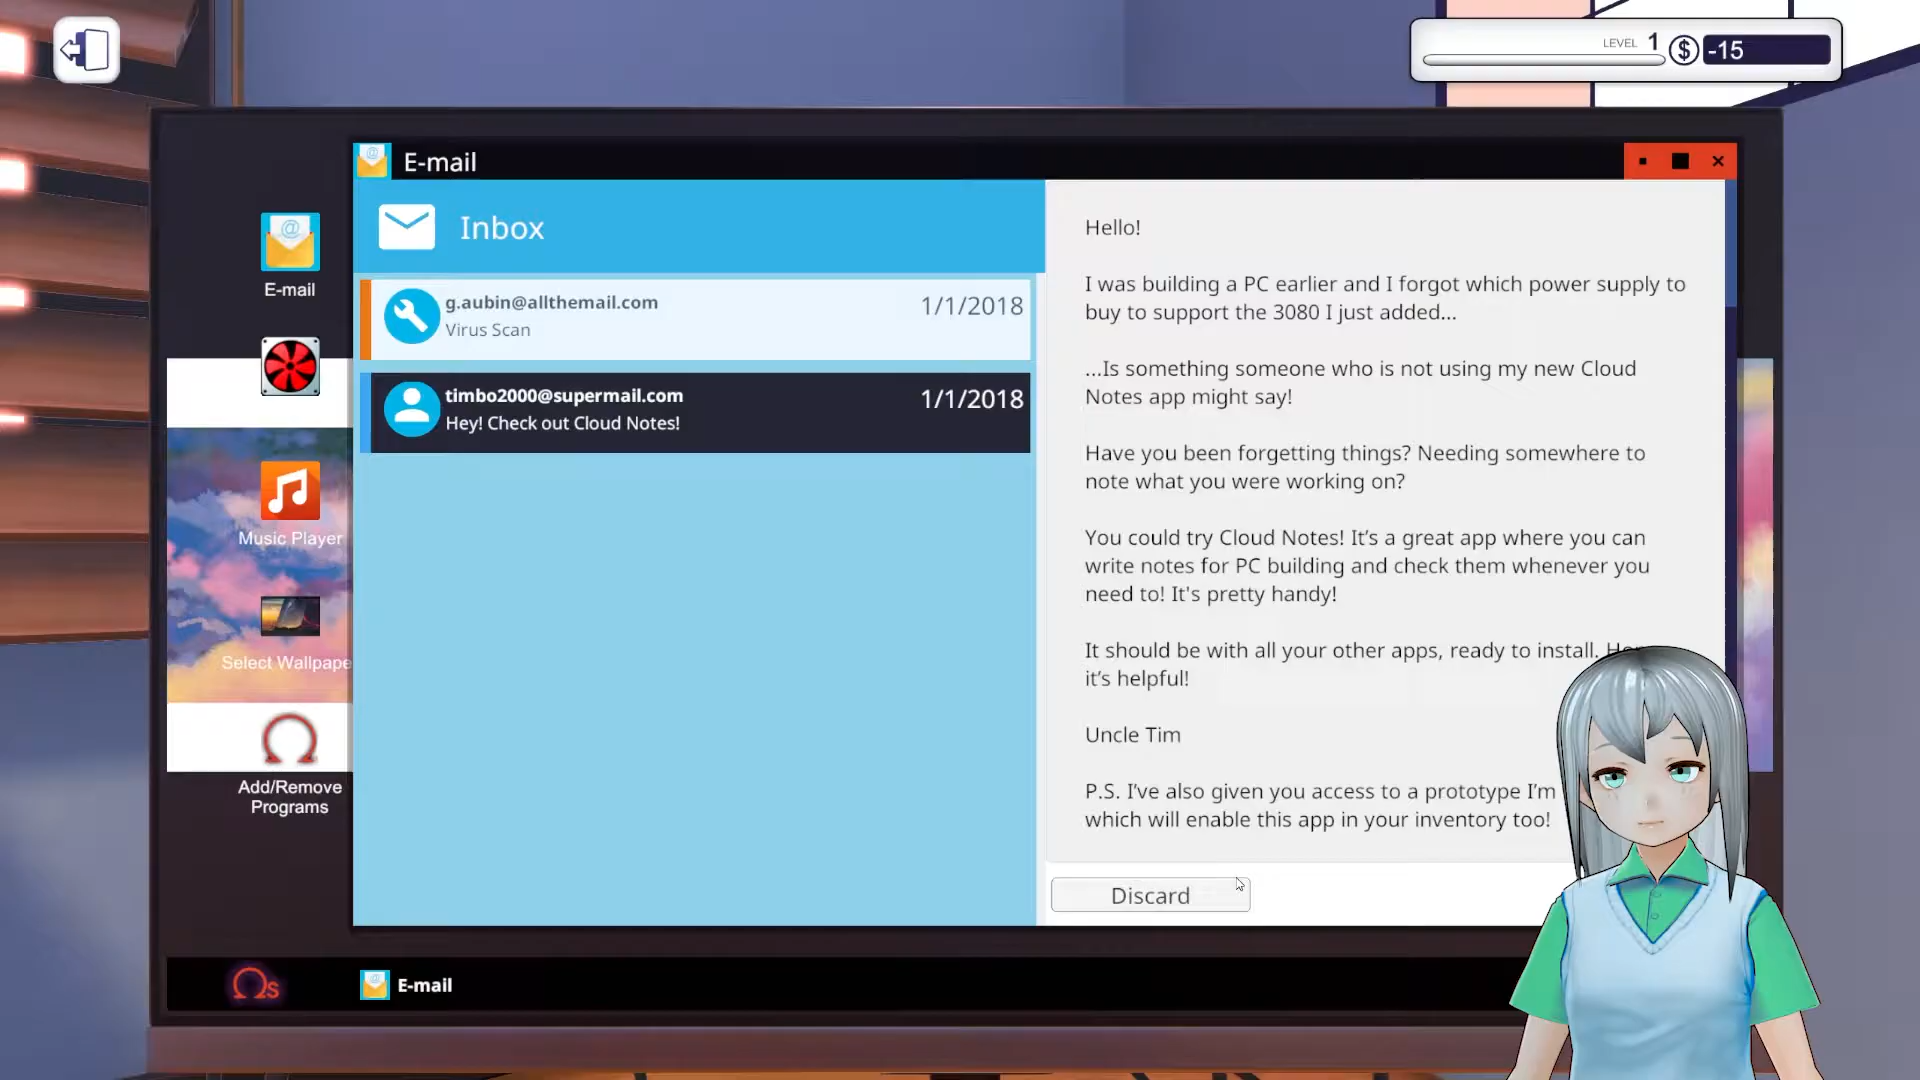 LEVEL 1 $ -15
E-mail
Inbox
g.aubin@allthemail.com 1/1/2018
Virus Scan
timbo2000@supermail.com 1/1/2018
Hey! Check out Cloud Notes!
Hello!
I was building a PC earlier and I forgot which power supply to
buy to support the 3080 I just added...
...Is something someone who is not using my new Cloud
Notes app might say!
Have you been forgetting things? Needing somewhere to
note what you were working on?
You could try Cloud Notes! It's a great app where you can
write notes for PC building and check them whenever you
need to! It's pretty handy!
It should be with all your other apps, ready to install.
it's helpful!
Uncle Tim
P.S. I've also given you access to a prototype I'm
which will enable this app in your inventory too!
Discard
E-mail
Music Player
Select Wallpape
Add/Remove
Programs
Ωs
E-mail